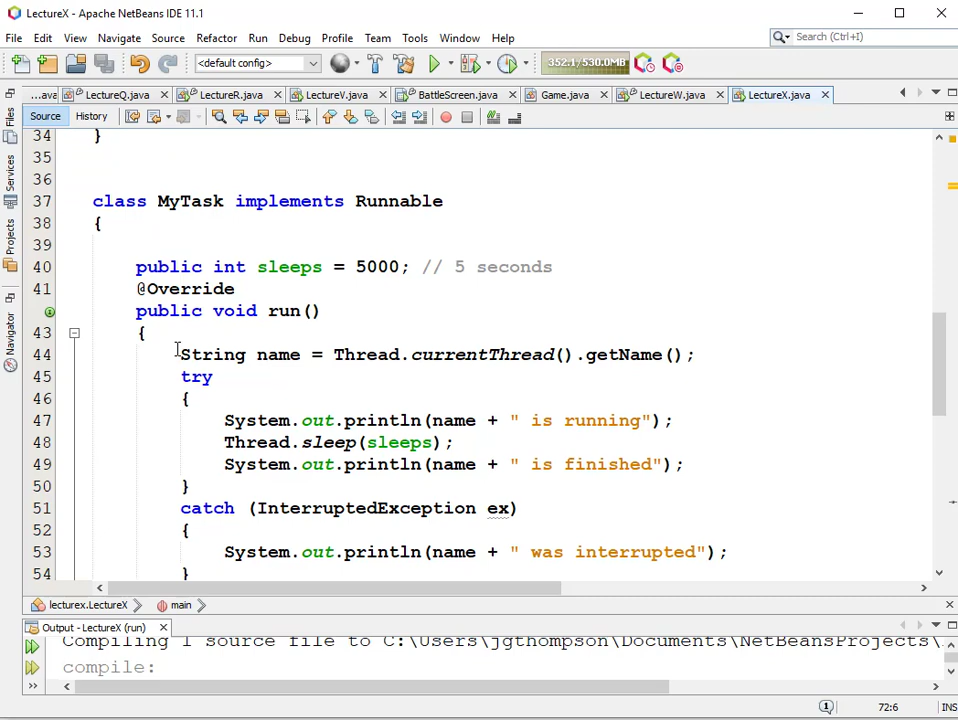 LectureX - Apache NetBeans IDE 11.1
File Edit View Navigate Source Refactor Run Debug Profile Team Tools Window Help
Search (Ctrl+I)
<default config>
352.1/530.0MB
...ava LectureQ.java LectureR.java LectureV.java BattleScreen.java Game.java LectureW.java LectureX.java
Source History
Files
Services
Projects
Navigator
34 }
35
36
37 class MyTask implements Runnable
38 {
39
40 public int sleeps = 5000; // 5 seconds
41 @Override
public void run()
43 {
44 String name = Thread.currentThread().getName();
45 try
46 {
47 System.out.println(name + " is running");
48 Thread.sleep(sleeps);
49 System.out.println(name + " is finished");
50 }
51 catch (InterruptedException ex)
52 {
53 System.out.println(name + " was interrupted");
54 }
lecturex.LectureX main
Output - LectureX (run)
Compiling 1 source file to C:\Users\jgthompson\Documents\NetBeansProjects\
compile:
72:6 INS